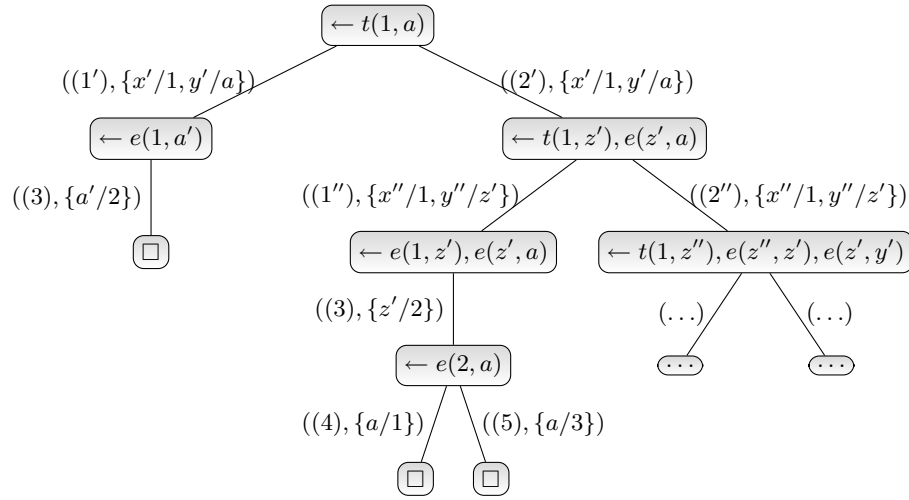 ← t(1, a)
((1′), {x′/1, y′/a}) ((2′), {x′/1, y′/a})
← e(1, a′) ← t(1, z′), e(z′, a)
((3), {a′/2}) ((1′′), {x′′/1, y′′/z′}) ((2′′), {x′′/1, y′′/z′})
□ ← e(1, z′), e(z′, a) ← t(1, z′′), e(z′′, z′), e(z′, y′)
((3), {z′/2}) (. . .) (. . .)
← e(2, a) · · · · · ·
((4), {a/1}) ((5), {a/3})
□ □